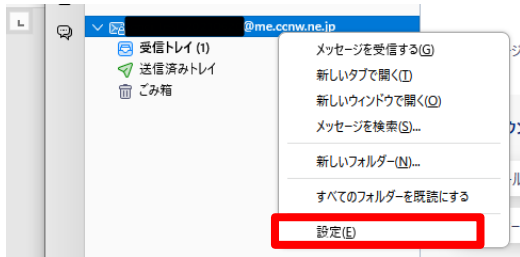 @me.ccnw.ne.jp
受信トレイ (1)
送信済みトレイ
ごみ箱
メッセージを受信する(G)
新しいタブで開く(T)
新しいウィンドウで開く(O)
メッセージを検索(S)...
新しいフォルダー(N)...
すべてのフォルダーを既読にする
設定(E)